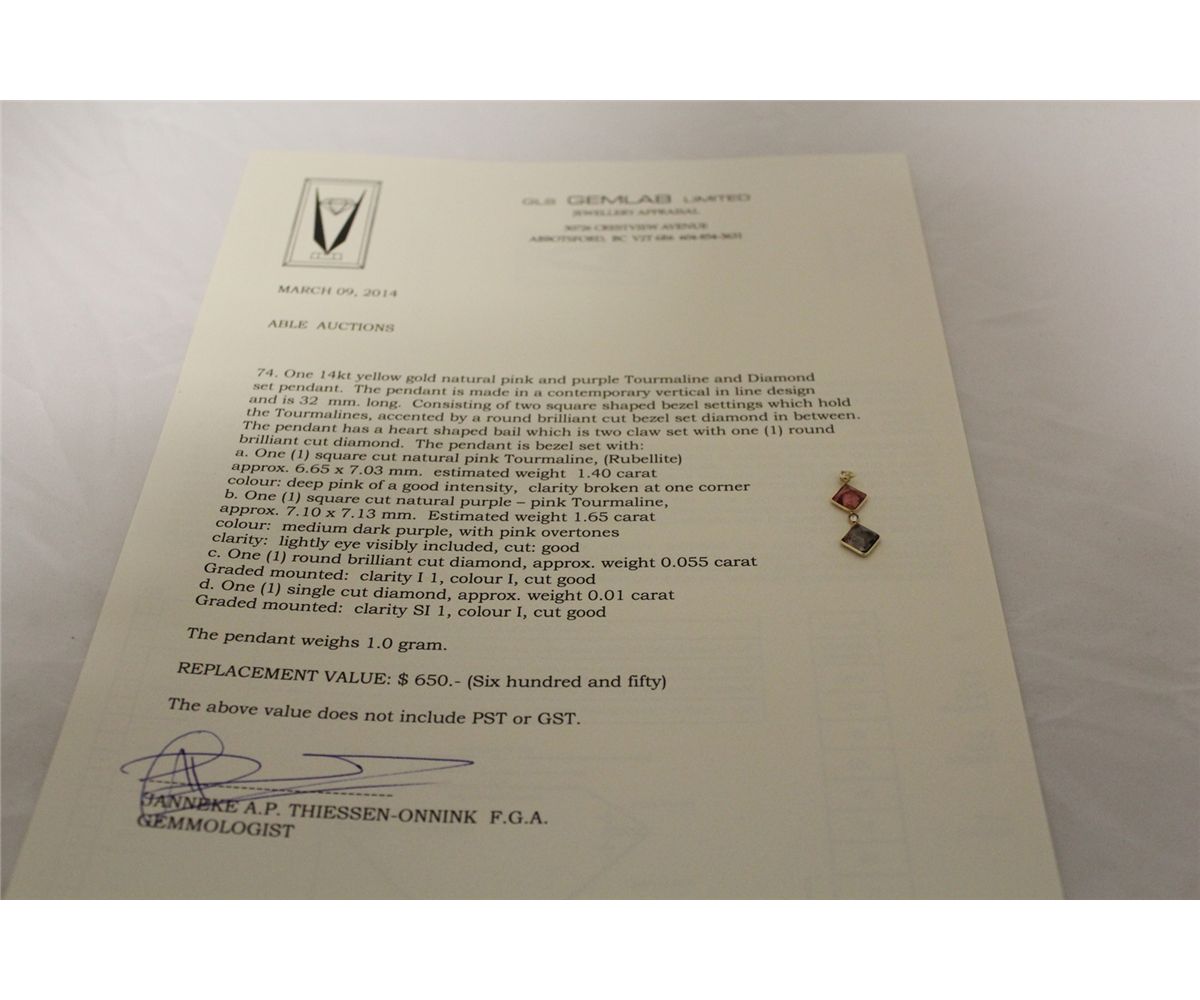 GLB GEMLAB LIMITED
JEWELLERY APPRAISAL
CRESTVIEW AVENUE
ABBOTSFORD, BC
MARCH 09, 2014
ABLE AUCTIONS
74. One 14kt yellow gold natural pink and purple Tourmaline and Diamond
set pendant. The pendant is made in a contemporary vertical in line design
and is 32 mm. long. Consisting of two square shaped bezel settings which hold
the Tourmalines, accented by a round brilliant cut bezel set diamond in between.
The pendant has a heart shaped bail which is two claw set with one (1) round
brilliant cut diamond. The pendant is bezel set with:
a. One (1) square cut natural pink Tourmaline, (Rubellite)
approx. 6.65 x 7.03 mm. estimated weight 1.40 carat
colour: deep pink of a good intensity, clarity broken at one corner
b. One (1) square cut natural purple – pink Tourmaline,
approx. 7.10 x 7.13 mm. Estimated weight 1.65 carat
colour: medium dark purple, with pink overtones
clarity: lightly eye visibly included, cut: good
c. One (1) round brilliant cut diamond, approx. weight 0.055 carat
Graded mounted: clarity I 1, colour I, cut good
d. One (1) single cut diamond, approx. weight 0.01 carat
Graded mounted: clarity SI 1, colour I, cut good
The pendant weighs 1.0 gram.
REPLACEMENT VALUE: $ 650.- (Six hundred and fifty)
The above value does not include PST or GST.
JANNEKE A.P. THIESSEN-ONNINK F.G.A.
GEMMOLOGIST